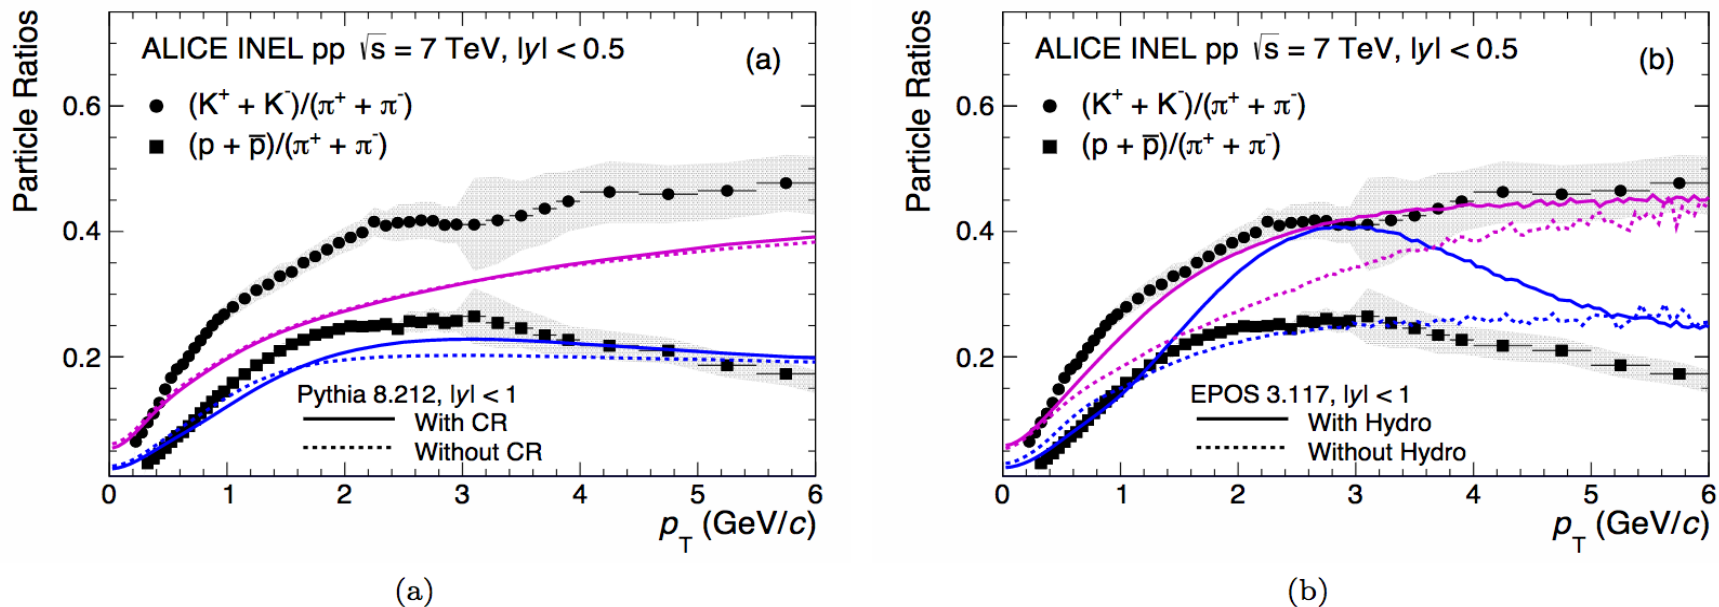 Particle Ratios
ALICE INEL pp √s = 7 TeV, |y| < 0.5
(a)
(K⁺ + K⁻)/(π⁺ + π⁻)
(p + p̅)/(π⁺ + π⁻)
0.6
0.4
0.2
Pythia 8.212, |y| < 1
With CR
Without CR
0 1 2 3 4 5 6
p_T (GeV/c)
(a)
Particle Ratios
ALICE INEL pp √s = 7 TeV, |y| < 0.5
(b)
(K⁺ + K⁻)/(π⁺ + π⁻)
(p + p̅)/(π⁺ + π⁻)
0.6
0.4
0.2
EPOS 3.117, |y| < 1
With Hydro
Without Hydro
0 1 2 3 4 5 6
p_T (GeV/c)
(b)